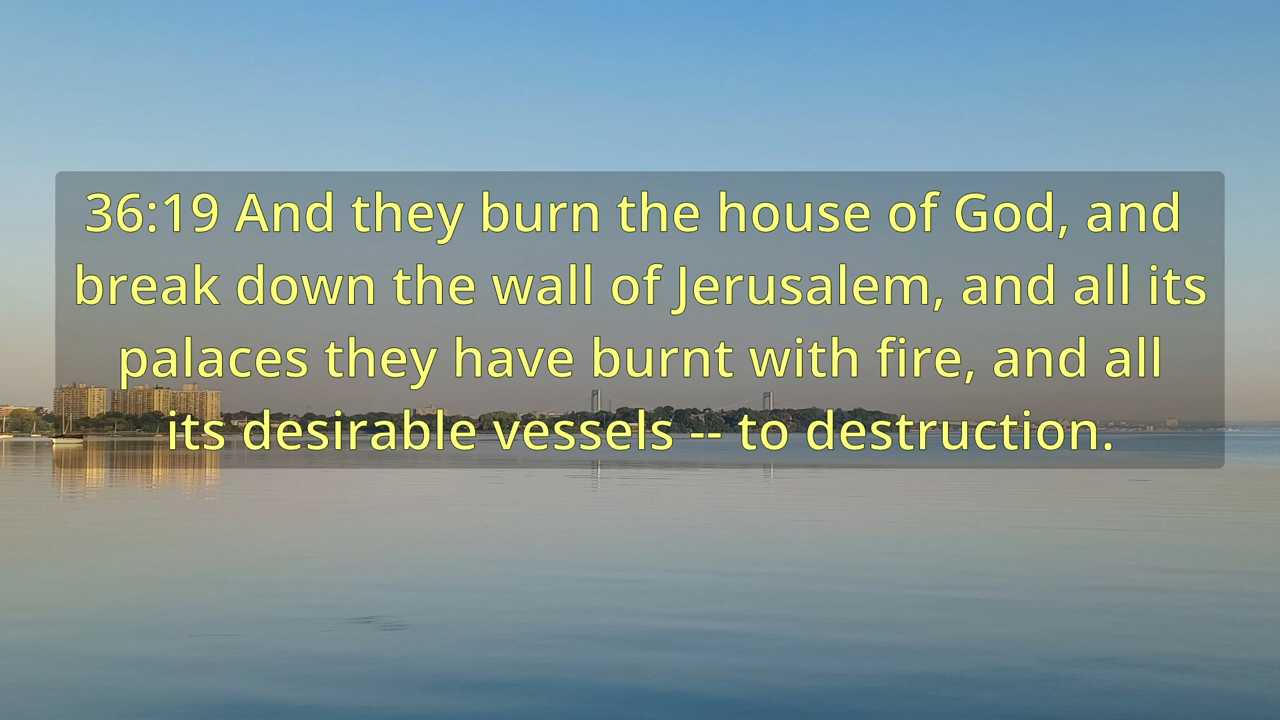 36:19 And they burn the house of God, and
break down the wall of Jerusalem, and all its
palaces they have burnt with fire, and all
its desirable vessels -- to destruction.